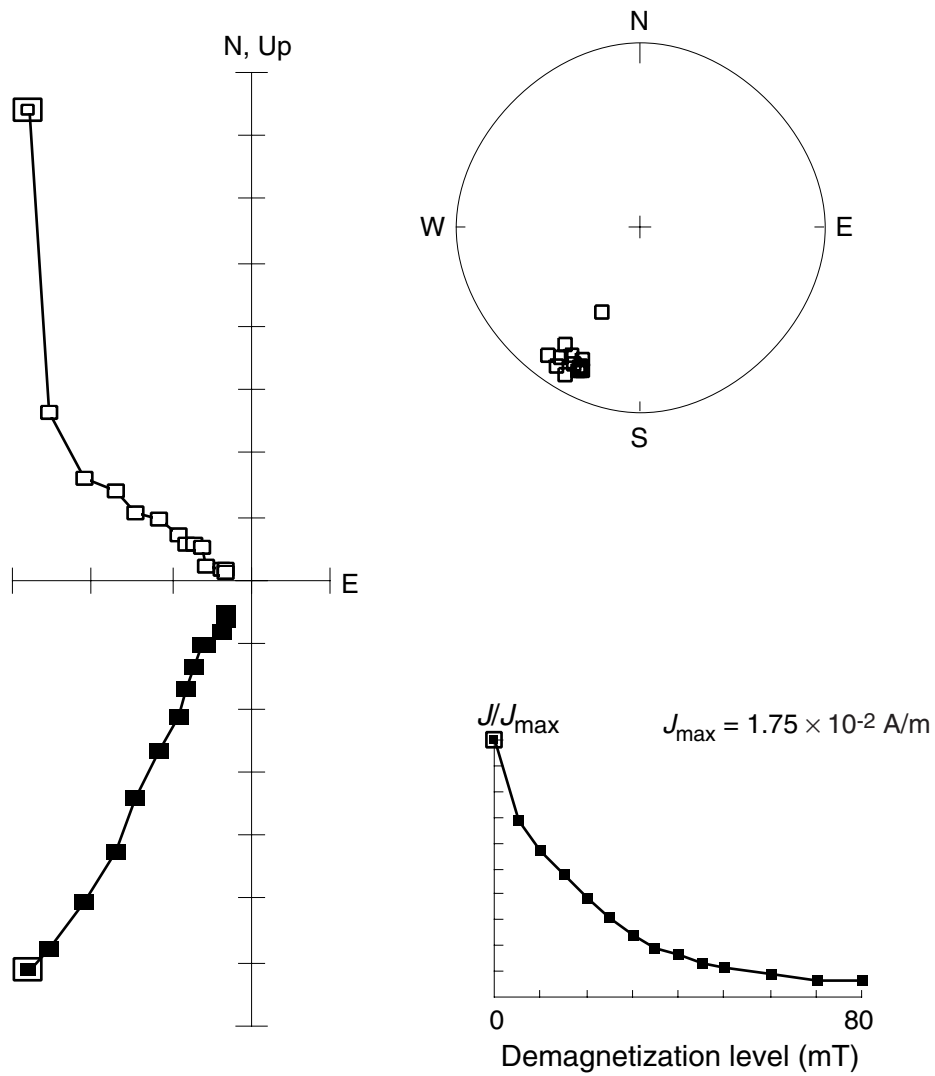 N, Up
E
N
W
E
S
J/Jmax
Jmax = 1.75 × 10-2 A/m
0
80
Demagnetization level (mT)